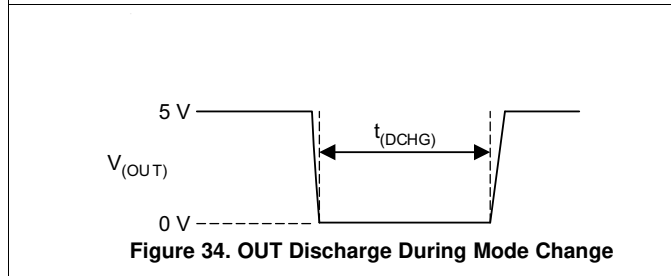 5 V
t(DCHG)
V(OUT)
0 V
Figure 34. OUT Discharge During Mode Change